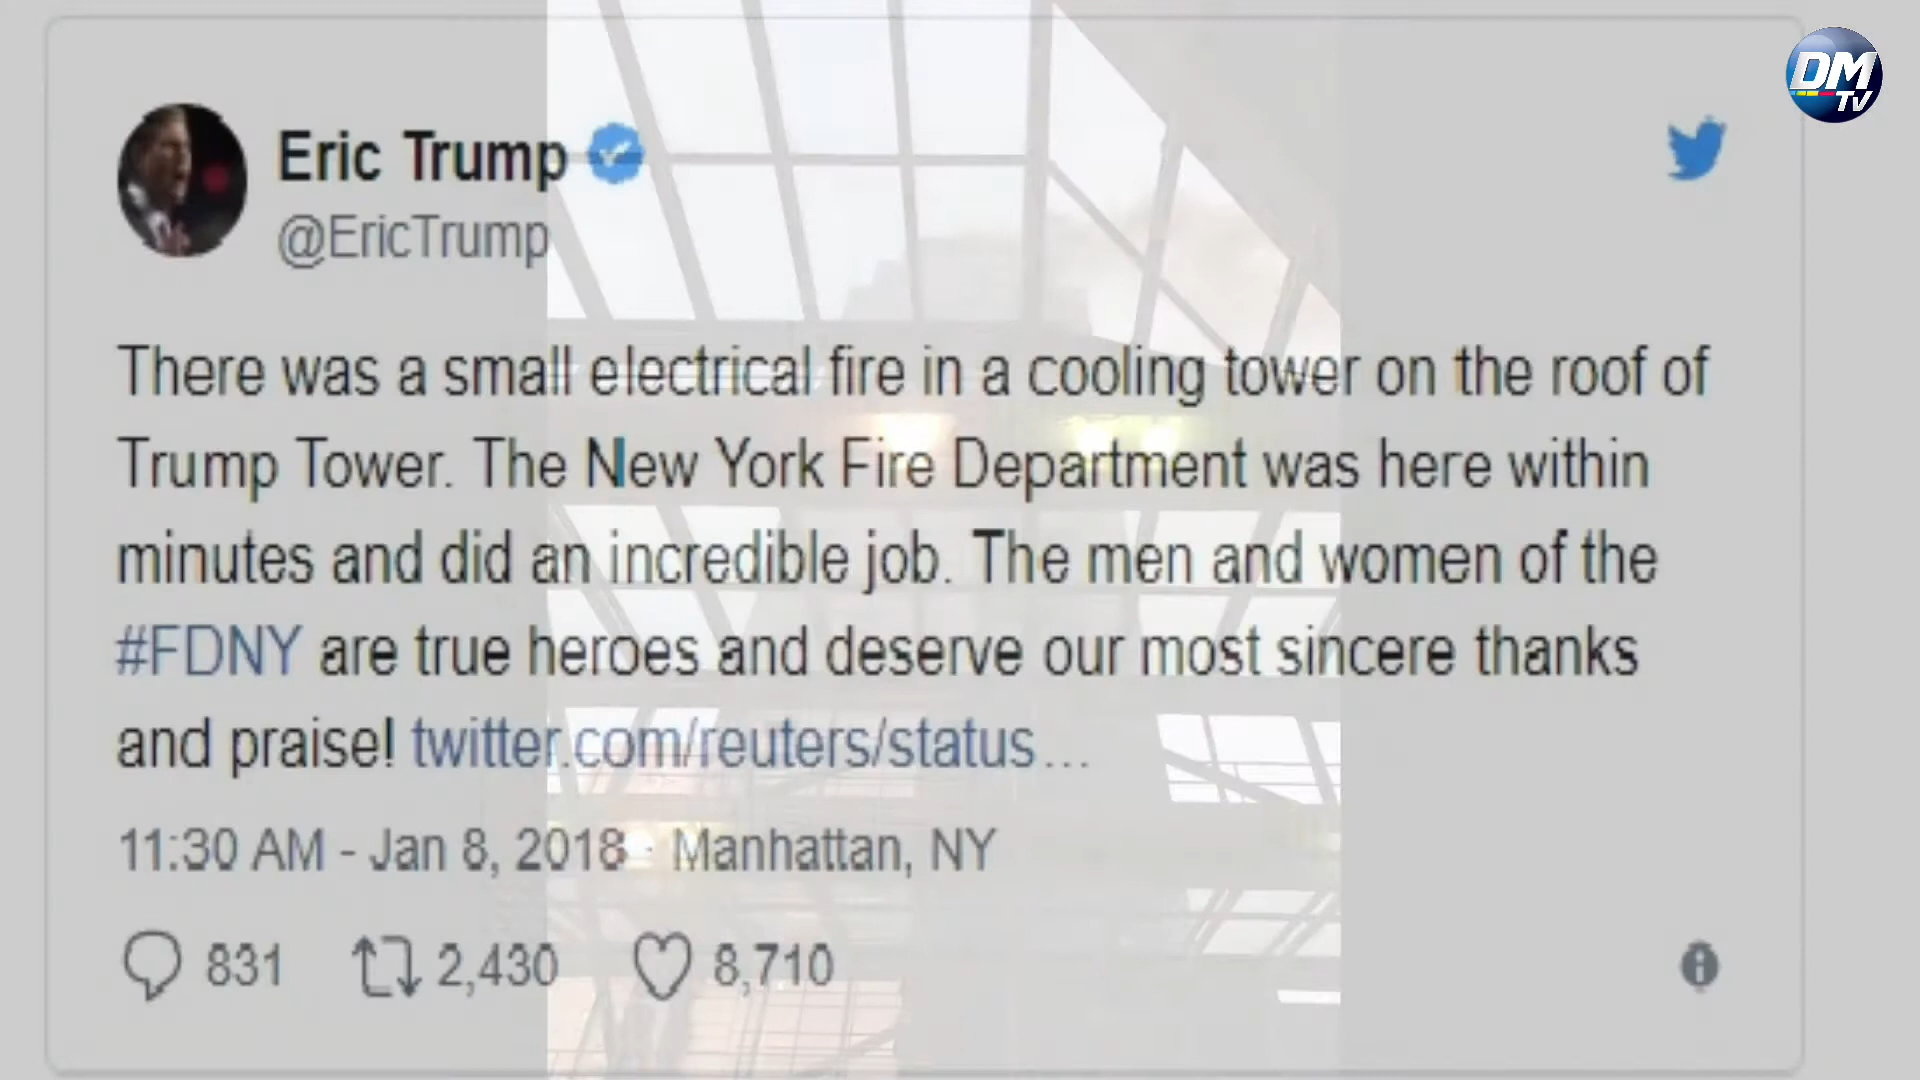 DM
TV
Eric Trump
@EricTrump
There was a small electrical fire in a cooling tower on the roof of
Trump Tower. The New York Fire Department was here within
minutes and did an incredible job. The men and women of the
#FDNY are true heroes and deserve our most sincere thanks
and praise! twitter.com/reuters/status…
11:30 AM - Jan 8, 2018 · Manhattan, NY
831 2,430 8,710